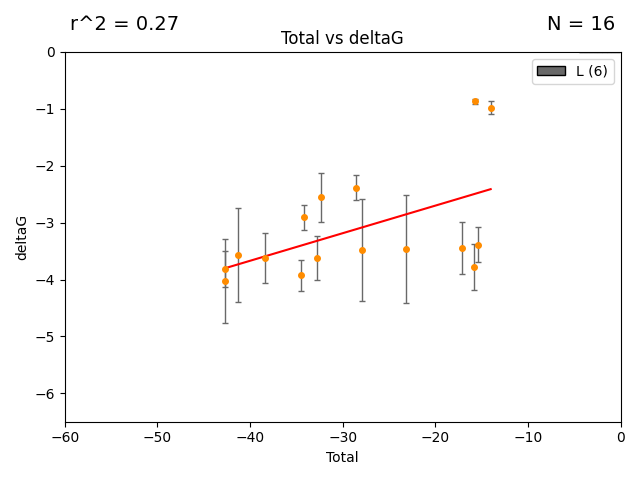 r^2 = 0.27
N = 16
Total vs deltaG
L (6)
deltaG
0
−1
−2
−3
−4
−5
−6
−60
−50
−40
−30
−20
−10
0
Total